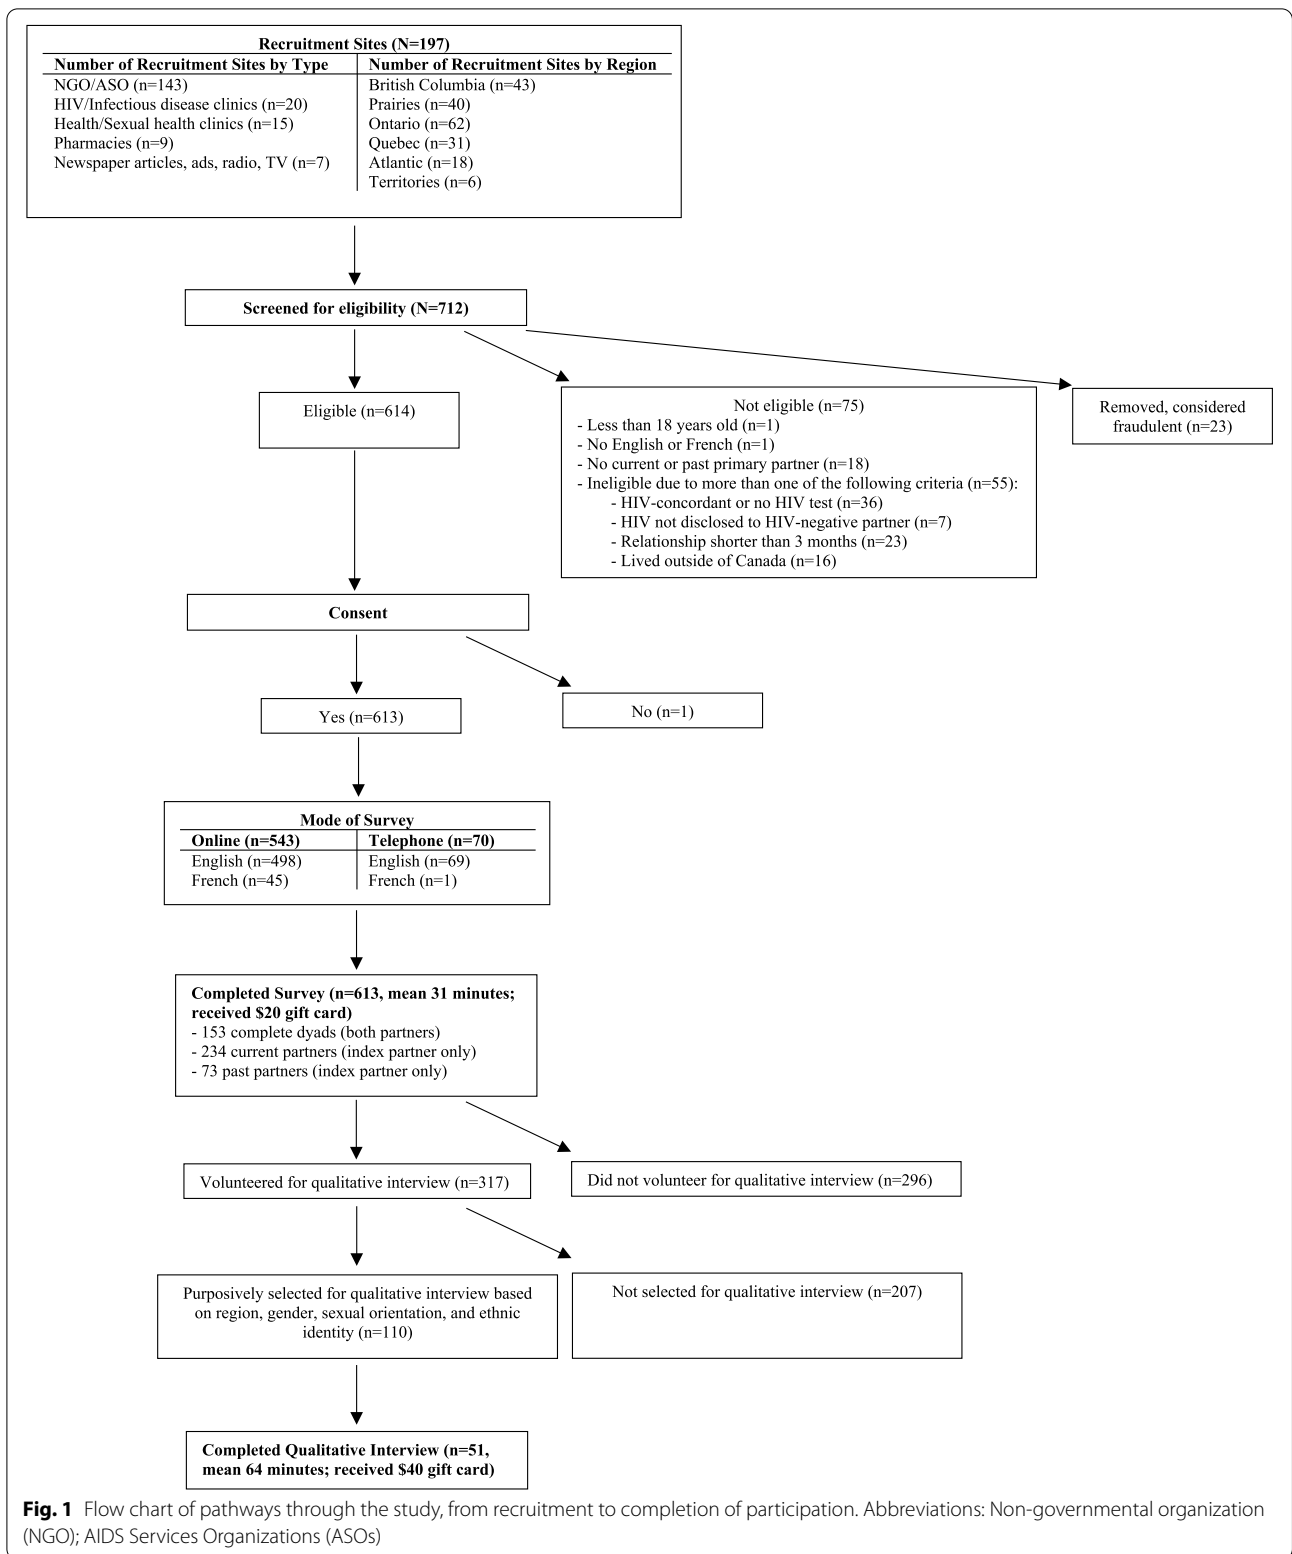 Recruitment Sites (N=197)
Number of Recruitment Sites by Type
NGO/ASO (n=143)
HIV/Infectious disease clinics (n=20)
Health/Sexual health clinics (n=15)
Pharmacies (n=9)
Newspaper articles, ads, radio, TV (n=7)
Number of Recruitment Sites by Region
British Columbia (n=43)
Prairies (n=40)
Ontario (n=62)
Quebec (n=31)
Atlantic (n=18)
Territories (n=6)
Screened for eligibility (N=712)
Eligible (n=614)
Not eligible (n=75)
- Less than 18 years old (n=1)
- No English or French (n=1)
- No current or past primary partner (n=18)
- Ineligible due to more than one of the following criteria (n=55):
- HIV-concordant or no HIV test (n=36)
- HIV not disclosed to HIV-negative partner (n=7)
- Relationship shorter than 3 months (n=23)
- Lived outside of Canada (n=16)
Removed, considered
fraudulent (n=23)
Consent
Yes (n=613)
No (n=1)
Mode of Survey
Online (n=543)
English (n=498)
French (n=45)
Telephone (n=70)
English (n=69)
French (n=1)
Completed Survey (n=613, mean 31 minutes;
received $20 gift card)
- 153 complete dyads (both partners)
- 234 current partners (index partner only)
- 73 past partners (index partner only)
Volunteered for qualitative interview (n=317)
Did not volunteer for qualitative interview (n=296)
Purposively selected for qualitative interview based
on region, gender, sexual orientation, and ethnic
identity (n=110)
Not selected for qualitative interview (n=207)
Completed Qualitative Interview (n=51,
mean 64 minutes; received $40 gift card)
Fig. 1 Flow chart of pathways through the study, from recruitment to completion of participation. Abbreviations: Non-governmental organization
(NGO); AIDS Services Organizations (ASOs)